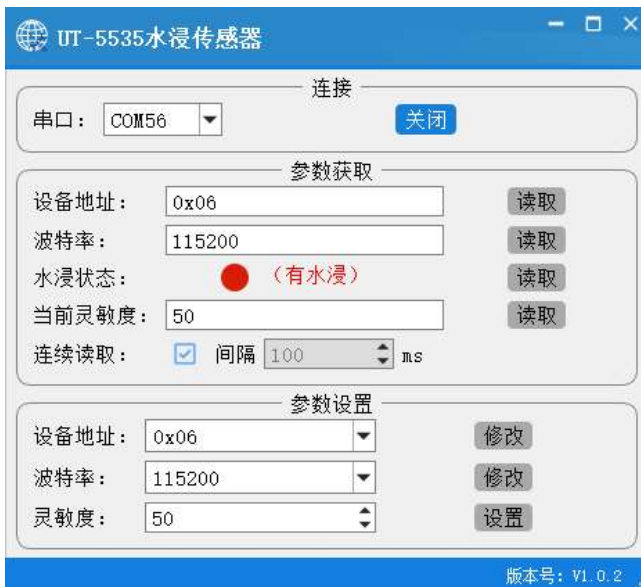 UT-5535水浸传感器
连接
串口： COM56 关闭
参数获取
设备地址： 0x06 读取
波特率： 115200 读取
水浸状态： （有水浸） 读取
当前灵敏度： 50 读取
连续读取： 间隔 100 ms
参数设置
设备地址： 0x06 修改
波特率： 115200 修改
灵敏度： 50 设置
版本号：V1.0.2